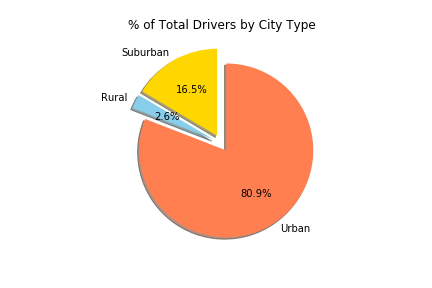 % of Total Drivers by City Type
Suburban
16.5%
Rural
2.6%
80.9%
Urban